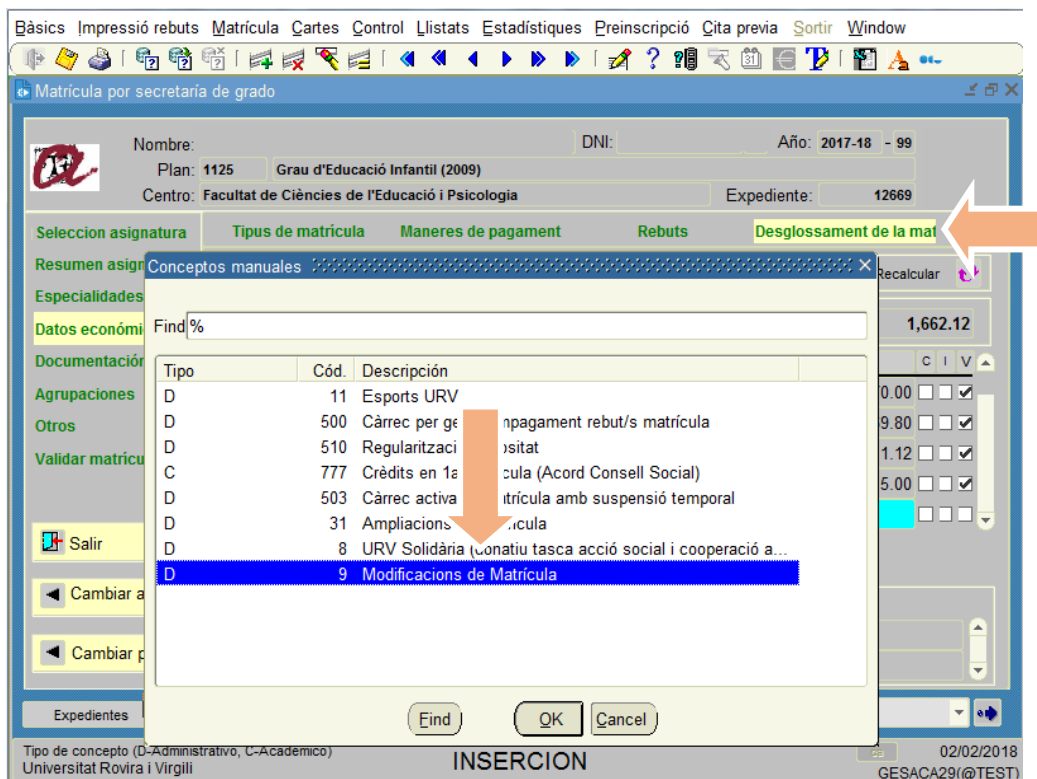 Bàsics Impressió rebuts Matrícula Cartes Control Llistats Estadístiques Preinscripció Cita previa Sortir Window
Matrícula por secretaría de grado
Nombre: DNI: Año: 2017-18 - 99
Plan: 1125 Grau d'Educació Infantil (2009)
Centro: Facultat de Ciències de l'Educació i Psicologia Expediente: 12669
Seleccion asignatura Tipus de matrícula Maneres de pagament Rebuts Desglossament de la mat
Resumen asign
Especialidades
Datos económi
Documentación
Agrupaciones
Otros
Validar matrícu
Salir
Cambiar a
Cambiar p
Conceptos manuales
Find %
Tipo Cód. Descripción
D 11 Esports URV
D 500 Càrrec per ge mpagament rebut/s matrícula
D 510 Regularitzaci ositat
C 777 Crèdits en 1a cula (Acord Consell Social)
D 503 Càrrec activa trícula amb suspensió temporal
D 31 Ampliacions ícula
D 8 URV Solidària (donatiu tasca acció social i cooperació a...
D 9 Modificacions de Matrícula
Find OK Cancel
Recalcular
1,662.12
C I V
0.00
9.80
1.12
5.00
Expedientes
Tipo de concepto (D-Administrativo, C-Académico)
Universitat Rovira i Virgili
INSERCION
02/02/2018
GESACA29(@TEST)